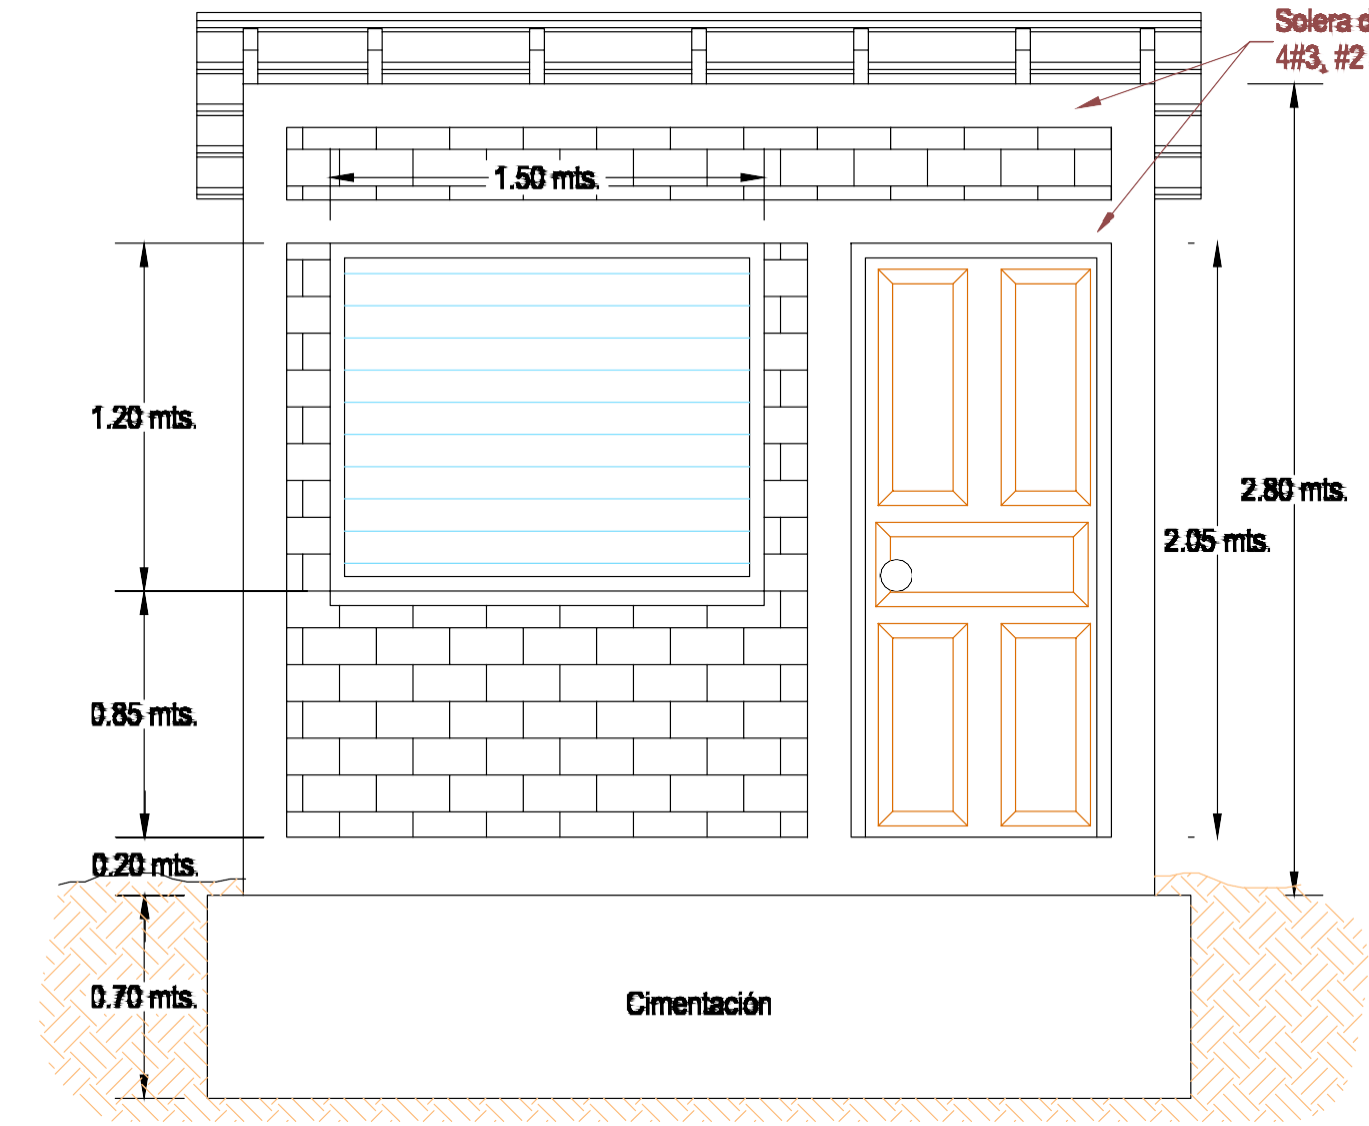 Solera
4#3, #2
1.50 mts.
1.20 mts.
2.80 mts.
2.05 mts.
0.85 mts.
0.20 mts.
0.70 mts.
Cimentación